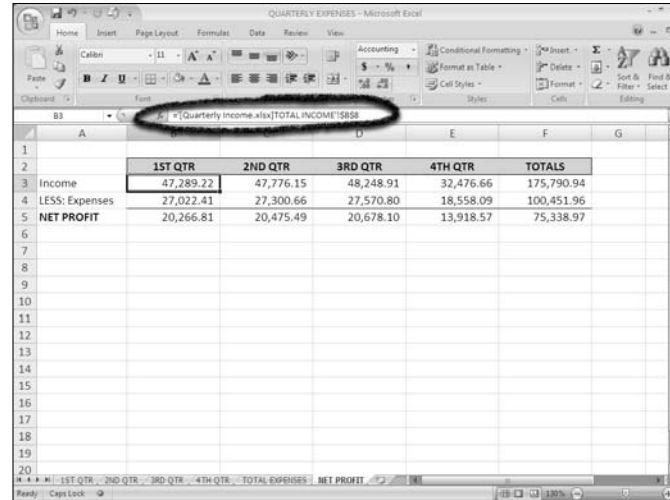 QUARTERLY EXPENSES - Microsoft Excel
Home Insert Page Layout Formulas Data Review View
Calibri 11 A A Accounting Conditional Formatting Insert Σ
Paste B I U A $ % , Format as Table Delete Sort & Find &
Cell Styles Format Filter Select
Clipboard Font Styles Cells Editing
B3 fx ='[Quarterly Income.xlsx]TOTAL INCOME'!$B$8
A B D E F G
1
2 1ST QTR 2ND QTR 3RD QTR 4TH QTR TOTALS
3 Income 47,289.22 47,776.15 48,248.91 32,476.66 175,790.94
4 LESS: Expenses 27,022.41 27,300.66 27,570.80 18,558.09 100,451.96
5 NET PROFIT 20,266.81 20,475.49 20,678.10 13,918.57 75,338.97
6
7
8
9
10
11
12
13
14
15
16
17
18
19
20
1ST QTR 2ND QTR 3RD QTR 4TH QTR TOTAL EXPENSES NET PROFIT
Ready Caps Lock 130%